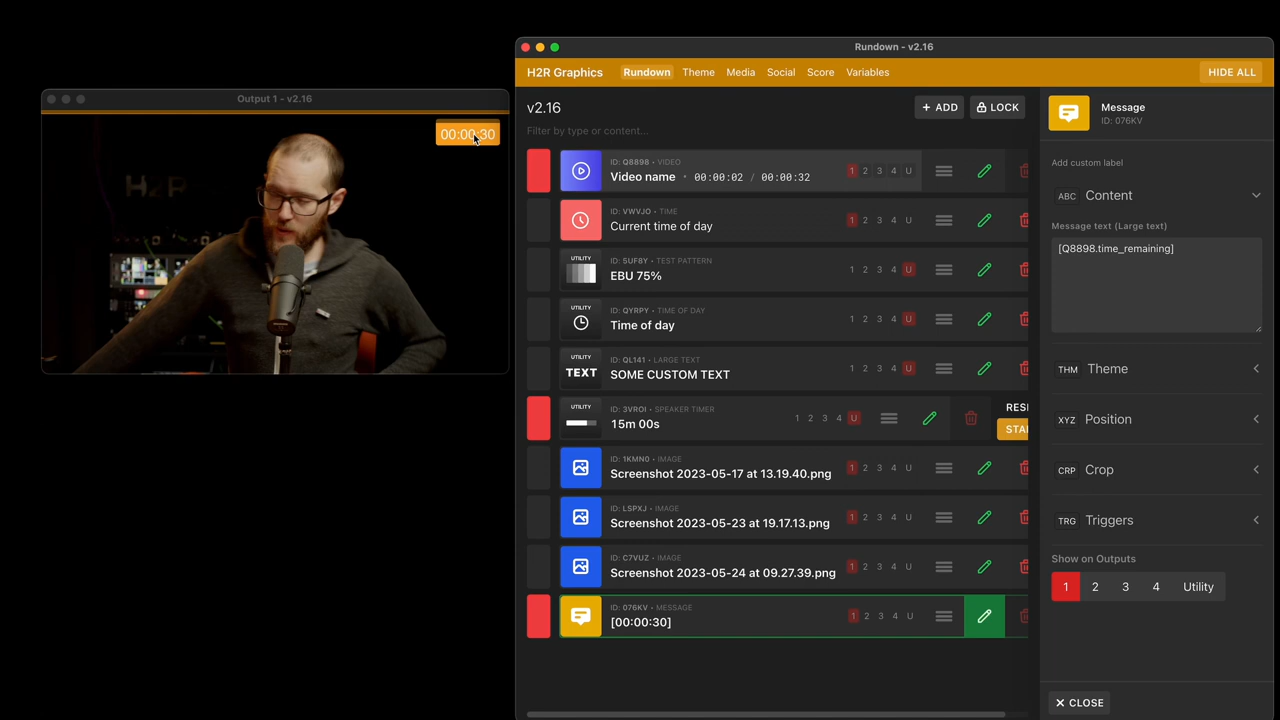 Output 1 - v2.16
00:00:30
H2R
Rundown - v2.16
H2R Graphics
Rundown
Theme
Media
Social
Score
Variables
HIDE ALL
v2.16
+ ADD
LOCK
Filter by type or content...
ID: Q8898 • VIDEO
Video name • 00:00:02 / 00:00:32
1 2 3 4 U
ID: VWVJO • TIME
Current time of day
1 2 3 4 U
UTILITY
ID: 5UF8Y • TEST PATTERN
EBU 75%
1 2 3 4 U
UTILITY
ID: QYRPY • TIME OF DAY
Time of day
1 2 3 4 U
UTILITY
TEXT
ID: QL141 • LARGE TEXT
SOME CUSTOM TEXT
1 2 3 4 U
UTILITY
ID: 3VROI • SPEAKER TIMER
15m 00s
1 2 3 4 U
RESE
STAR
ID: 1KMN0 • IMAGE
Screenshot 2023-05-17 at 13.19.40.png
1 2 3 4 U
ID: LSPXJ • IMAGE
Screenshot 2023-05-23 at 19.17.13.png
1 2 3 4 U
ID: C7VUZ • IMAGE
Screenshot 2023-05-24 at 09.27.39.png
1 2 3 4 U
ID: 076KV • MESSAGE
[00:00:30]
1 2 3 4 U
Message
ID: 076KV
Add custom label
ABC Content
Message text (Large text)
[Q8898.time_remaining]
THM Theme
XYZ Position
CRP Crop
TRG Triggers
Show on Outputs
1 2 3 4 Utility
CLOSE